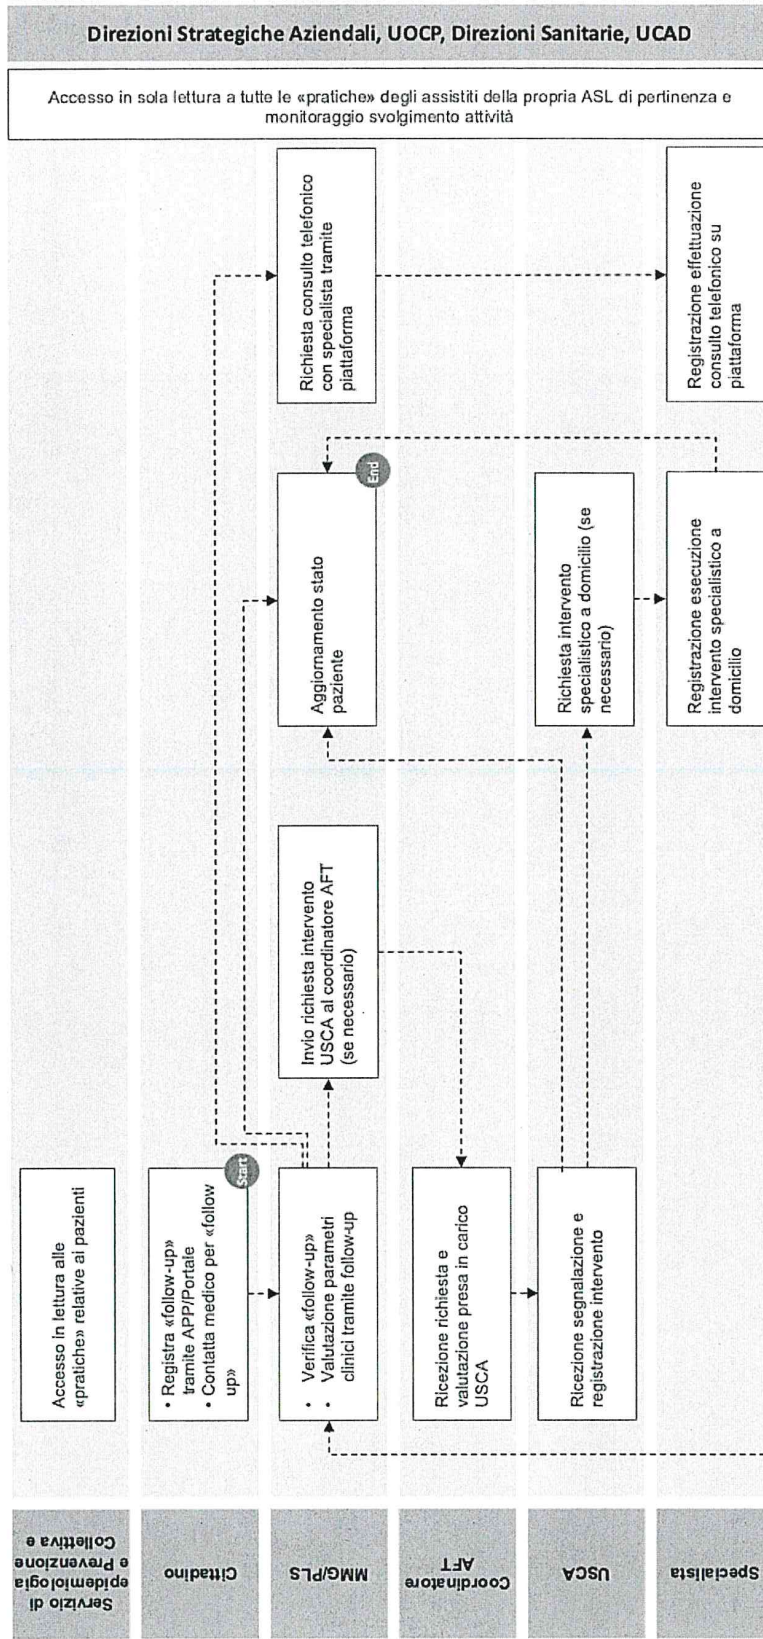 Direzioni Strategiche Aziendali, UOCP, Direzioni Sanitarie, UCAD
Accesso in sola lettura a tutte le «pratiche» degli assistiti della propria ASL di pertinenza e
monitoraggio svolgimento attività
Servizio di
epidemiologia
e Prevenzione
Collettiva e
Accesso in lettura alle
«pratiche» relative ai pazienti
Cittadino
• Registra «follow-up»
tramite APP/Portale
• Contatta medico per «follow
up»
Start
MMG/PLS
• Verifica «follow-up»
• Valutazione parametri
clinici tramite follow-up
Invio richiesta intervento
USCA al coordinatore AFT
(se necessario)
Aggiornamento stato
paziente
End
Richiesta consulto telefonico
con specialista tramite
piattaforma
Coordinatore
AFT
Ricezione richiesta e
valutazione presa in carico
USCA
USCA
Ricezione segnalazione e
registrazione intervento
Richiesta intervento
specialistico a domicilio (se
necessario)
Specialista
Registrazione esecuzione
intervento specialistico a
domicilio
Registrazione effettuazione
consulto telefonico su
piattaforma